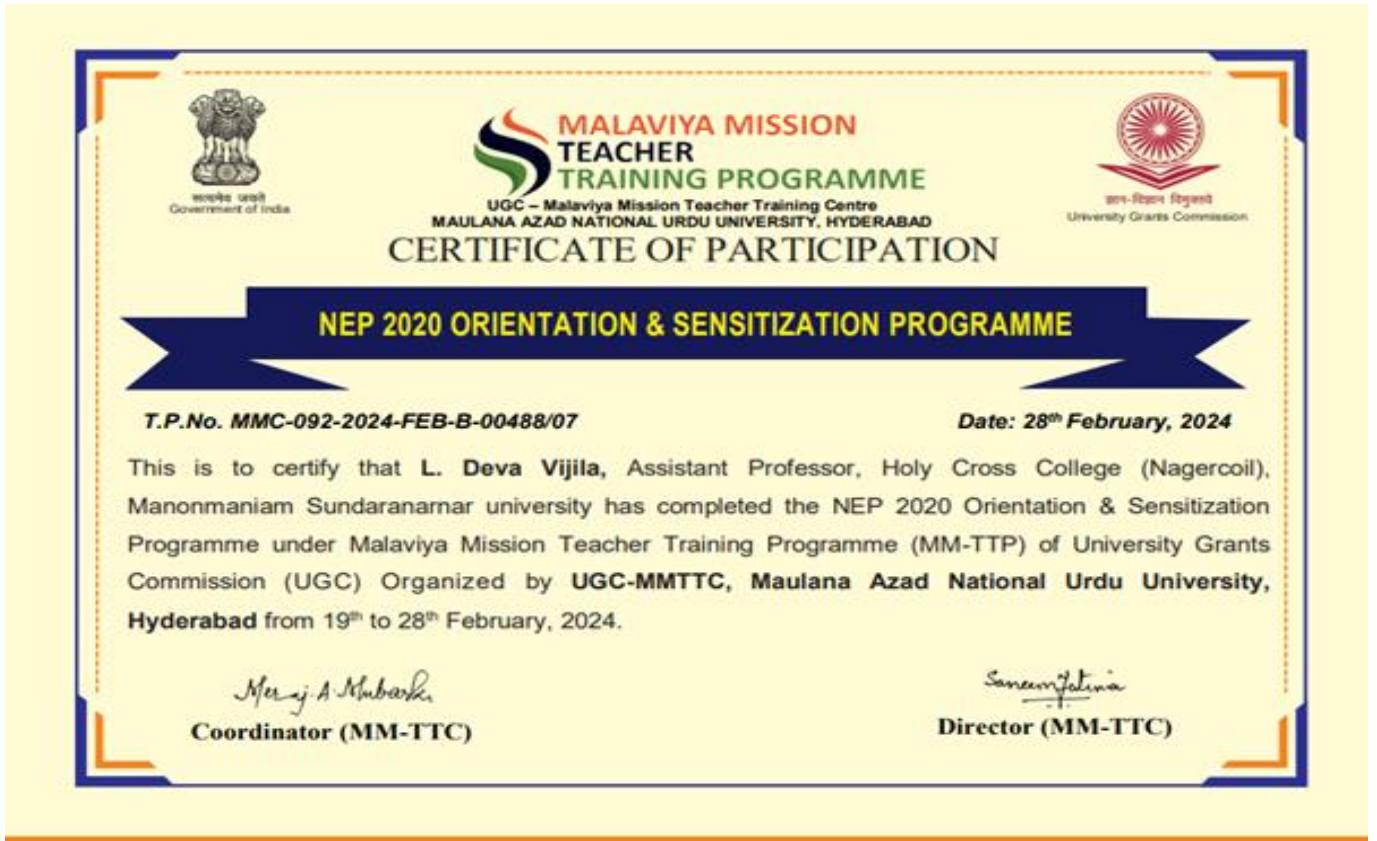 सत्यमेव जयते
Government of India
MALAVIYA MISSION
TEACHER
TRAINING PROGRAMME
UGC – Malaviya Mission Teacher Training Centre
MAULANA AZAD NATIONAL URDU UNIVERSITY, HYDERABAD
ज्ञान-विज्ञान विमुक्तये
University Grants Commission
CERTIFICATE OF PARTICIPATION
NEP 2020 ORIENTATION & SENSITIZATION PROGRAMME
T.P.No. MMC-092-2024-FEB-B-00488/07
Date: 28th February, 2024
This is to certify that L. Deva Vijila, Assistant Professor, Holy Cross College (Nagercoil),
Manonmaniam Sundaranarnar university has completed the NEP 2020 Orientation & Sensitization
Programme under Malaviya Mission Teacher Training Programme (MM-TTP) of University Grants
Commission (UGC) Organized by UGC-MMTTC, Maulana Azad National Urdu University,
Hyderabad from 19th to 28th February, 2024.
Coordinator (MM-TTC)
Director (MM-TTC)